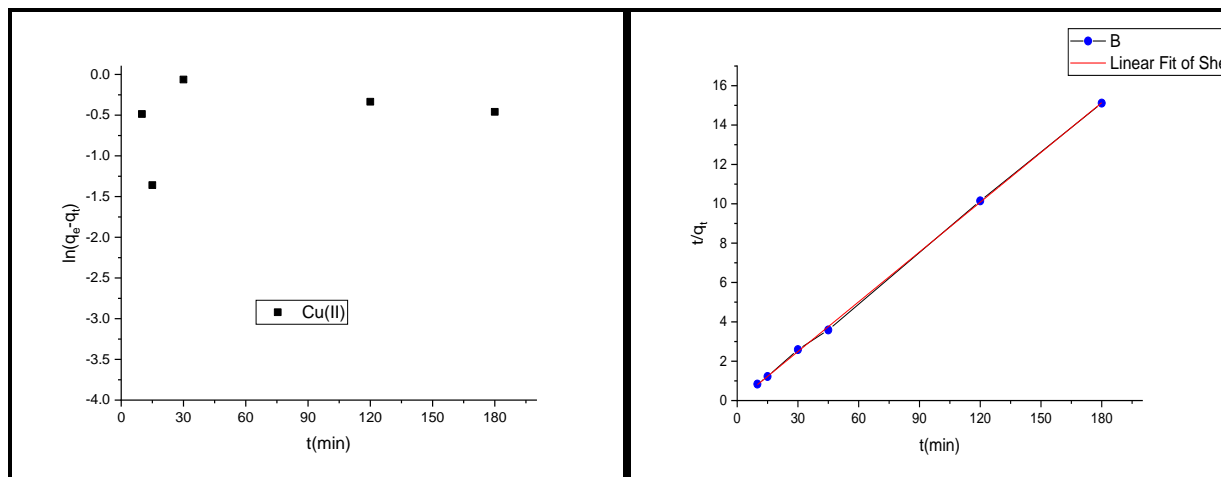 0.0
-0.5
-1.0
-1.5
-2.0
-2.5
-3.0
-3.5
-4.0
ln(qe-qt)
Cu(II)
0 30 60 90 120 150 180
t(min)
B
Linear Fit of She
16
14
12
10
8
6
4
2
0
t/qt
0 30 60 90 120 150 180
t(min)